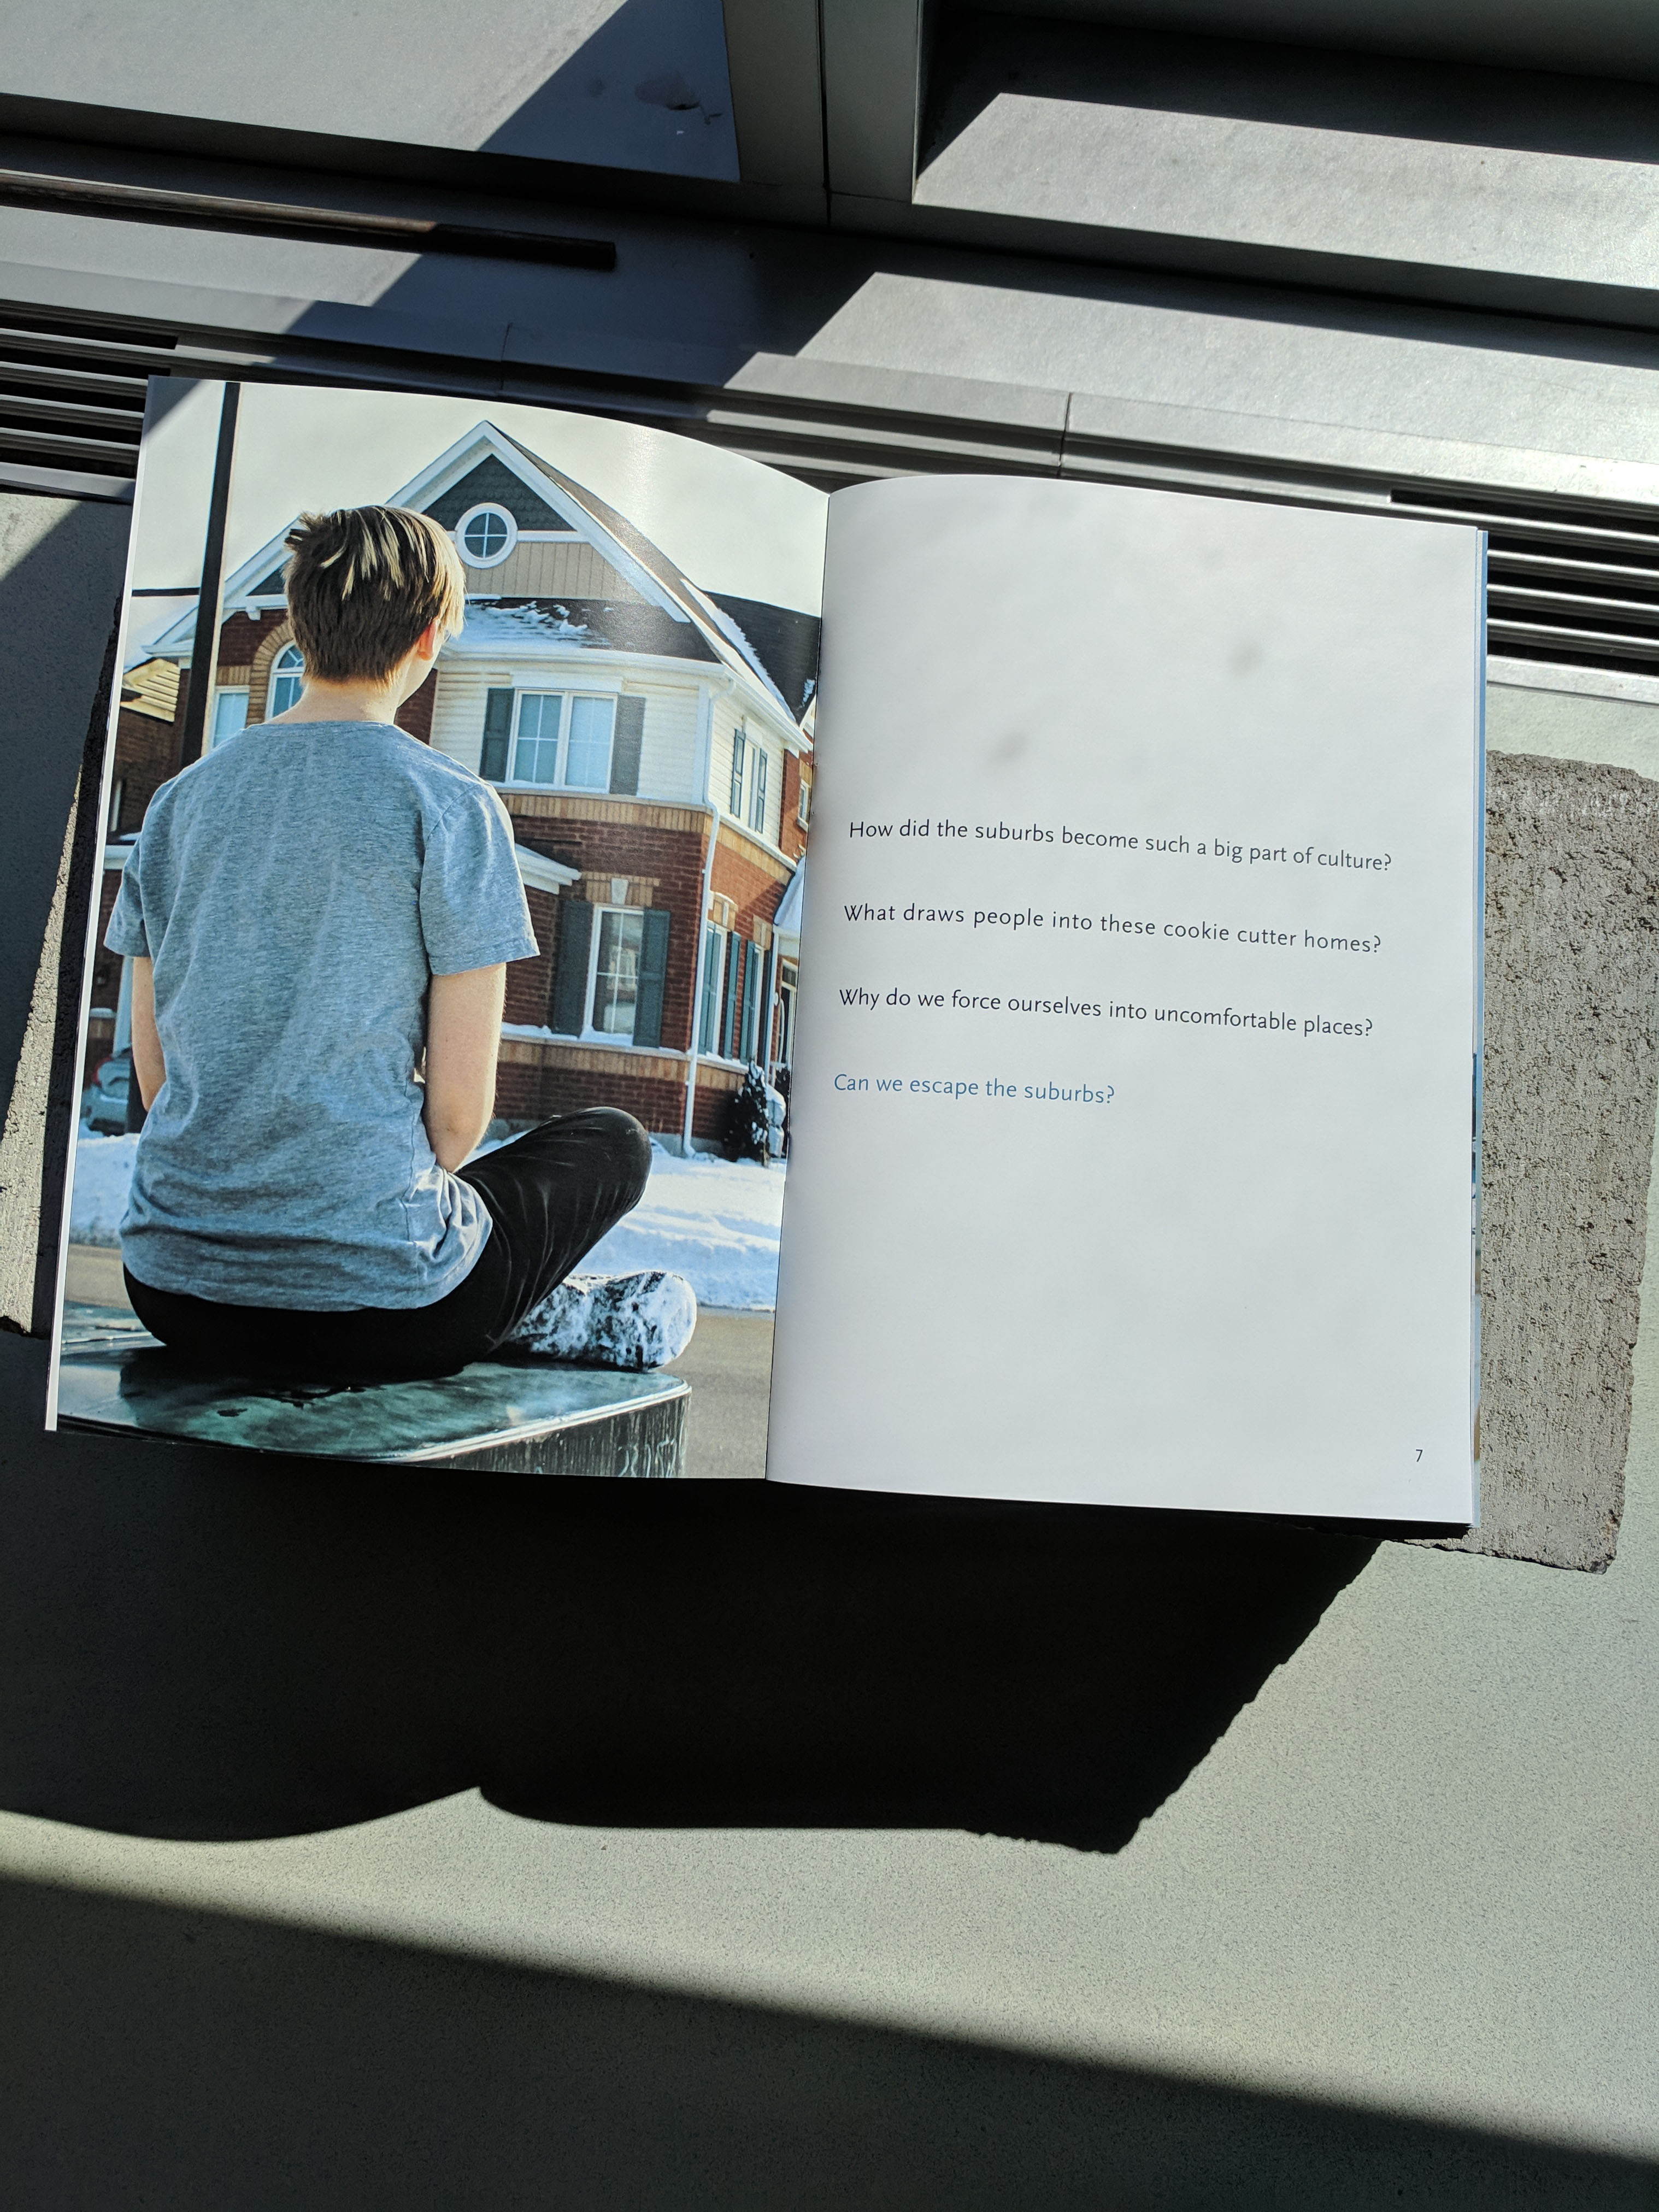 How did the suburbs become such a big part of culture?
What draws people into these cookie cutter homes?
Why do we force ourselves into uncomfortable places?
Can we escape the suburbs?
7